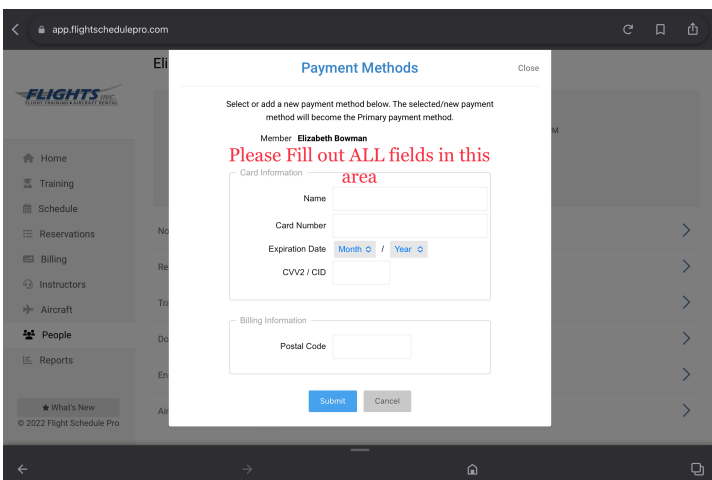 app.flightschedulepro.com
Eli
Payment Methods
Close
FLIGHTS INC.
FLIGHT TRAINING & AIRCRAFT RENTAL
Select or add a new payment method below. The selected/new payment
method will become the Primary payment method.
M
Member Elizabeth Bowman
Please Fill out ALL fields in this
area
Card Information
Name
Card Number
Expiration Date Month / Year
CVV2 / CID
Billing Information
Postal Code
Submit Cancel
Home
Training
Schedule
Reservations
Billing
Instructors
Aircraft
People
Reports
No
Re
Tra
Do
En
Air
★ What's New
© 2022 Flight Schedule Pro